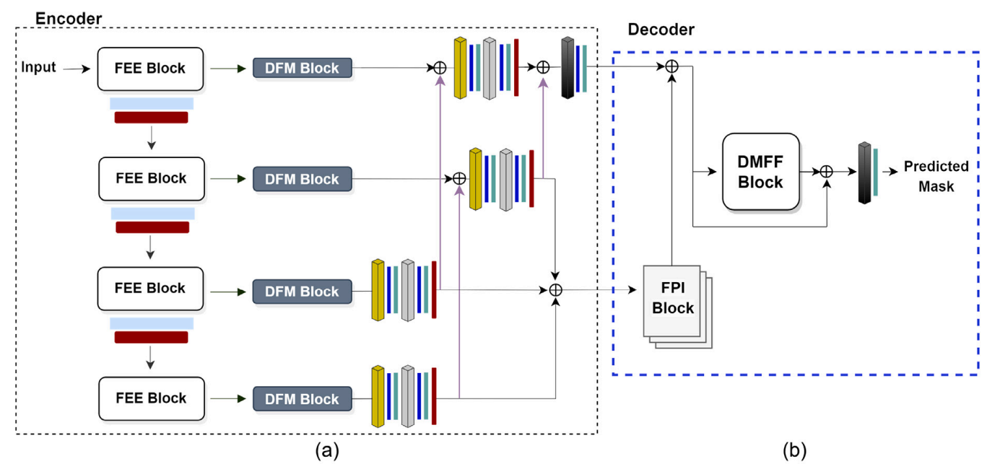 Encoder
Decoder
Input
FEE Block
DFM Block
FEE Block
DFM Block
DMFF
Block
Predicted
Mask
FEE Block
DFM Block
FPI
Block
FEE Block
DFM Block
(a)
(b)